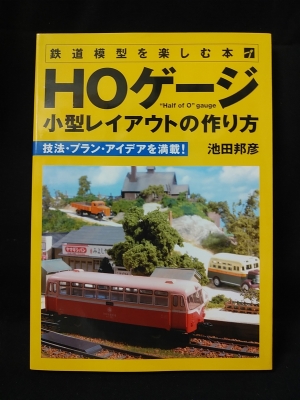 鉄道模型を楽しむ本
HOゲージ
"Half of O" gauge
小型レイアウトの作り方
技法・プラン・アイデアを満載!
池田邦彦